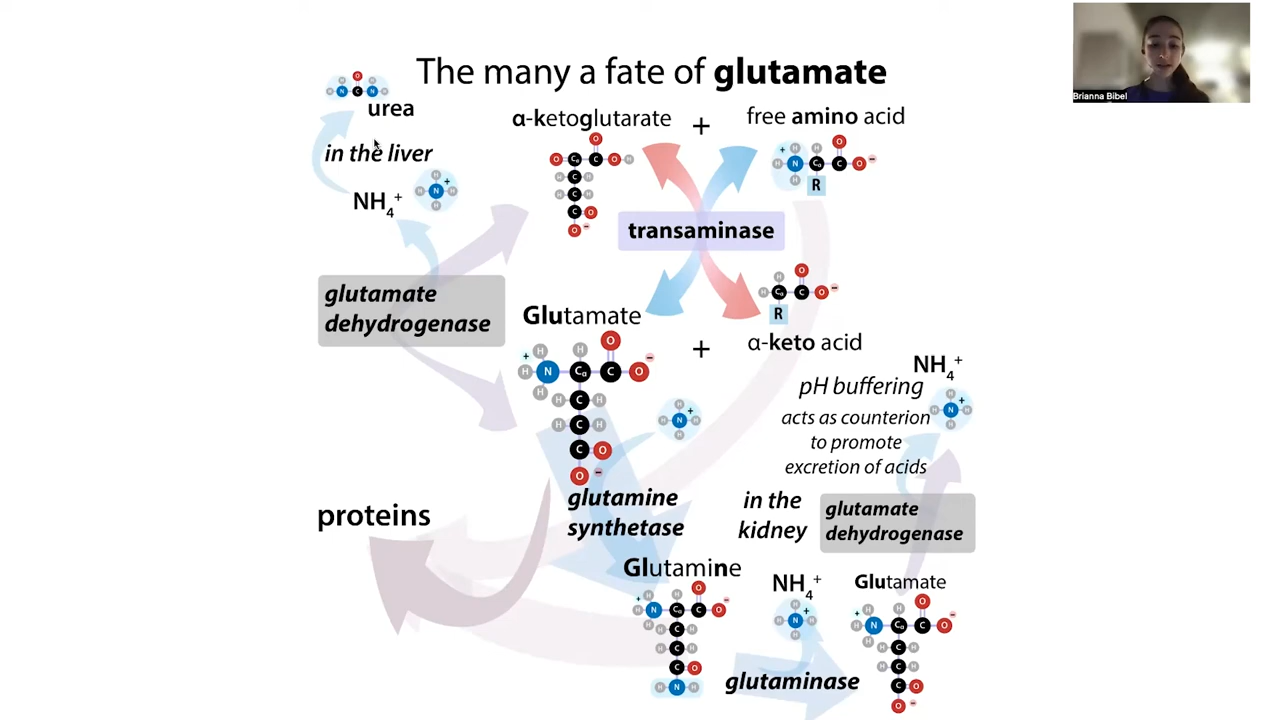 The many a fate of glutamate
Brianna Bibel
urea
in the liver
NH4+
α-ketoglutarate
+
free amino acid
transaminase
glutamate
dehydrogenase
Glutamate
+
α-keto acid
NH4+
pH buffering
acts as counterion
to promote
excretion of acids
proteins
glutamine
synthetase
in the
kidney
glutamate
dehydrogenase
Glutamine
NH4+
Glutamate
glutaminase
R
R